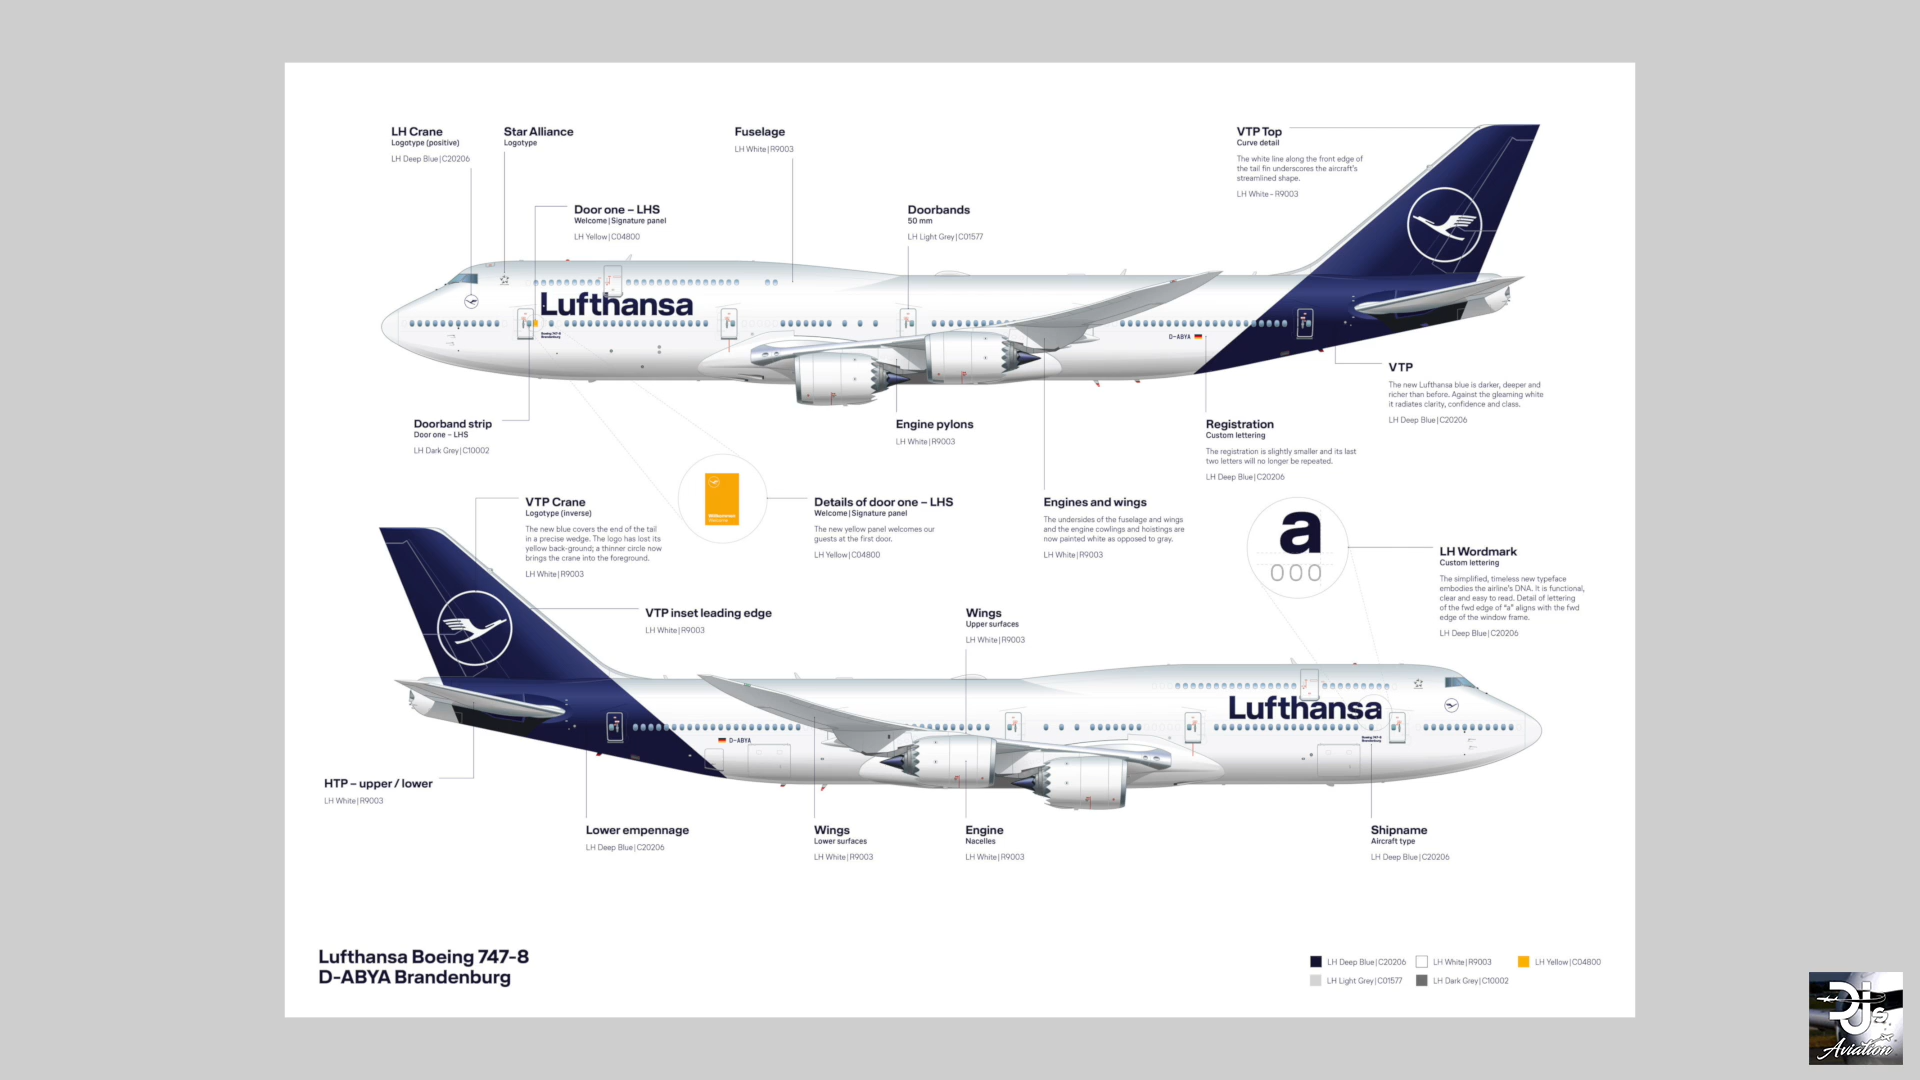 LH Crane
Logotype (positive)
LH Deep Blue|C20206
Star Alliance
Logotype
Fuselage
LH White|R9003
VTP Top
Curve detail
The white line along the front edge of
the tail fin underscores the aircraft's
streamlined shape.
LH White - R9003
Door one – LHS
Welcome|Signature panel
LH Yellow|C04800
Doorbands
50 mm
LH Light Grey|C01577
Lufthansa
Boeing 747-8
Brandenburg
D-ABYA
VTP
The new Lufthansa blue is darker, deeper and
richer than before. Against the gleaming white
it radiates clarity, confidence and class.
LH Deep Blue|C20206
Doorband strip
Door one – LHS
LH Dark Grey|C10002
Engine pylons
LH White|R9003
Registration
Custom lettering
The registration is slightly smaller and its last
two letters will no longer be repeated.
LH Deep Blue|C20206
VTP Crane
Logotype (inverse)
The new blue covers the end of the tail
in a precise wedge. The logo has lost its
yellow back-ground; a thinner circle now
brings the crane into the foreground.
LH White|R9003
Details of door one – LHS
Welcome|Signature panel
The new yellow panel welcomes our
guests at the first door.
LH Yellow|C04800
Engines and wings
The undersides of the fuselage and wings
and the engine cowlings and hoistings are
now painted white as opposed to gray.
LH White|R9003
a
LH Wordmark
Custom lettering
The simplified, timeless new typeface
embodies the airline's DNA. It is functional,
clear and easy to read. Detail of lettering
of the fwd edge of "a" aligns with the fwd
edge of the window frame.
LH Deep Blue|C20206
VTP inset leading edge
LH White|R9003
Wings
Upper surfaces
LH White|R9003
Lufthansa
D-ABYA
Boeing 747-8
Brandenburg
HTP – upper / lower
LH White|R9003
Lower empennage
LH Deep Blue|C20206
Wings
Lower surfaces
LH White|R9003
Engine
Nacelles
LH White|R9003
Shipname
Aircraft type
LH Deep Blue|C20206
Lufthansa Boeing 747-8
D-ABYA Brandenburg
LH Deep Blue|C20206
LH White|R9003
LH Yellow|C04800
LH Light Grey|C01577
LH Dark Grey|C10002
DJs
Aviation